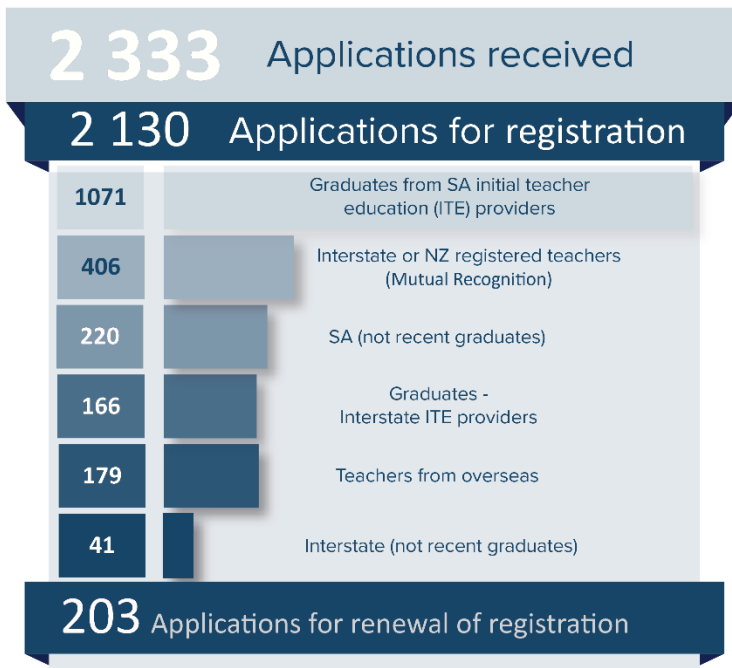 2 333 Applications received
2 130 Applications for registration
1071 Graduates from SA initial teacher
education (ITE) providers
406 Interstate or NZ registered teachers
(Mutual Recognition)
220 SA (not recent graduates)
166 Graduates -
Interstate ITE providers
179 Teachers from overseas
41 Interstate (not recent graduates)
203 Applications for renewal of registration